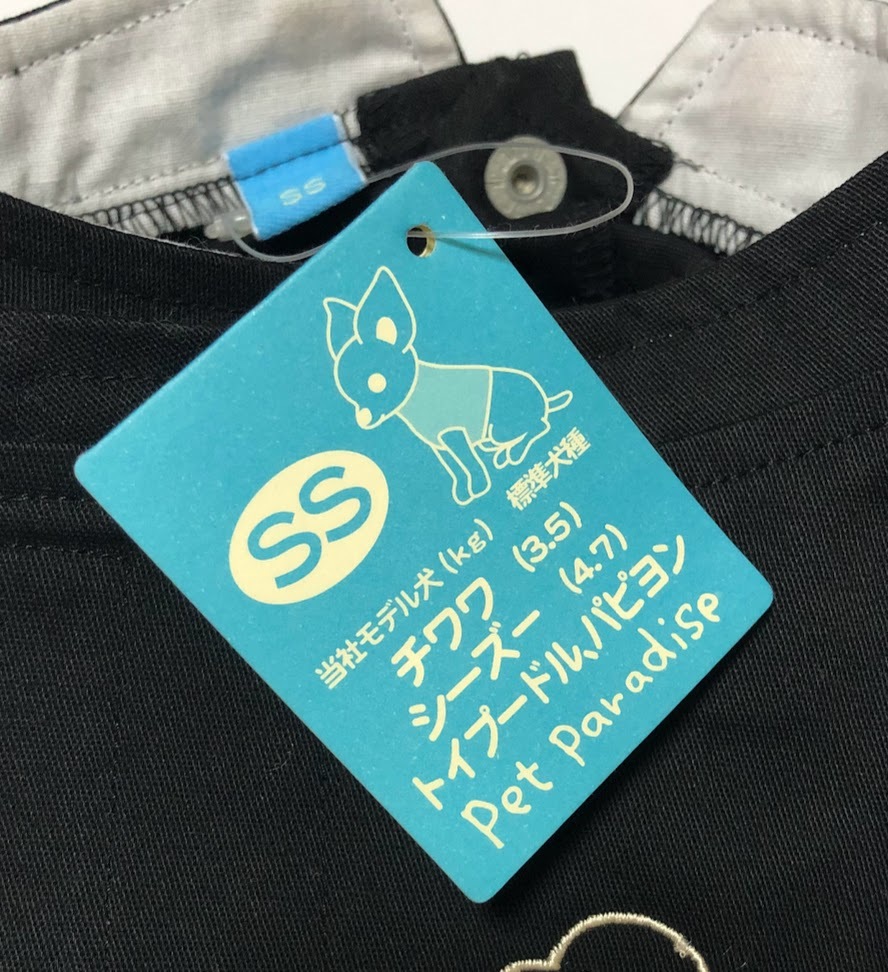 SS
SS
標準犬種
当社モデル犬(kg)
チワワ (3.5)
シーズー (4.7)
トイプードル、パピヨン
Pet Paradise